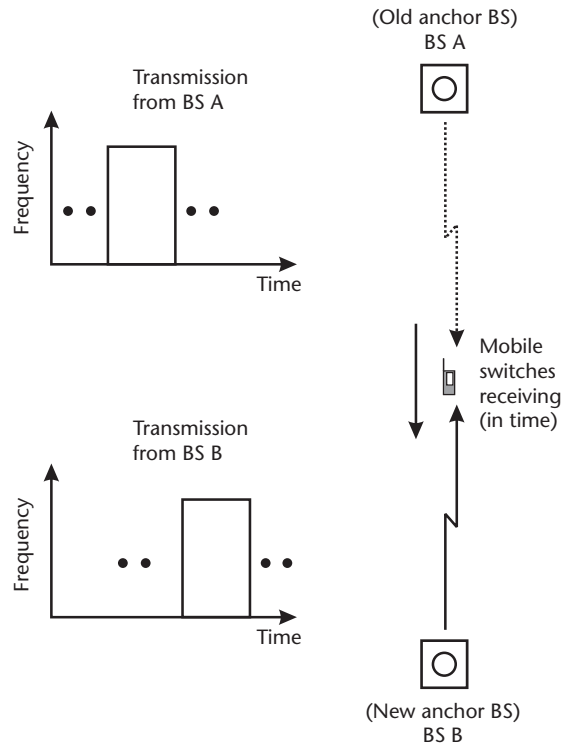 (Old anchor BS)
BS A
Transmission
from BS A
Frequency
Time
Mobile
switches
receiving
(in time)
Transmission
from BS B
Frequency
Time
(New anchor BS)
BS B